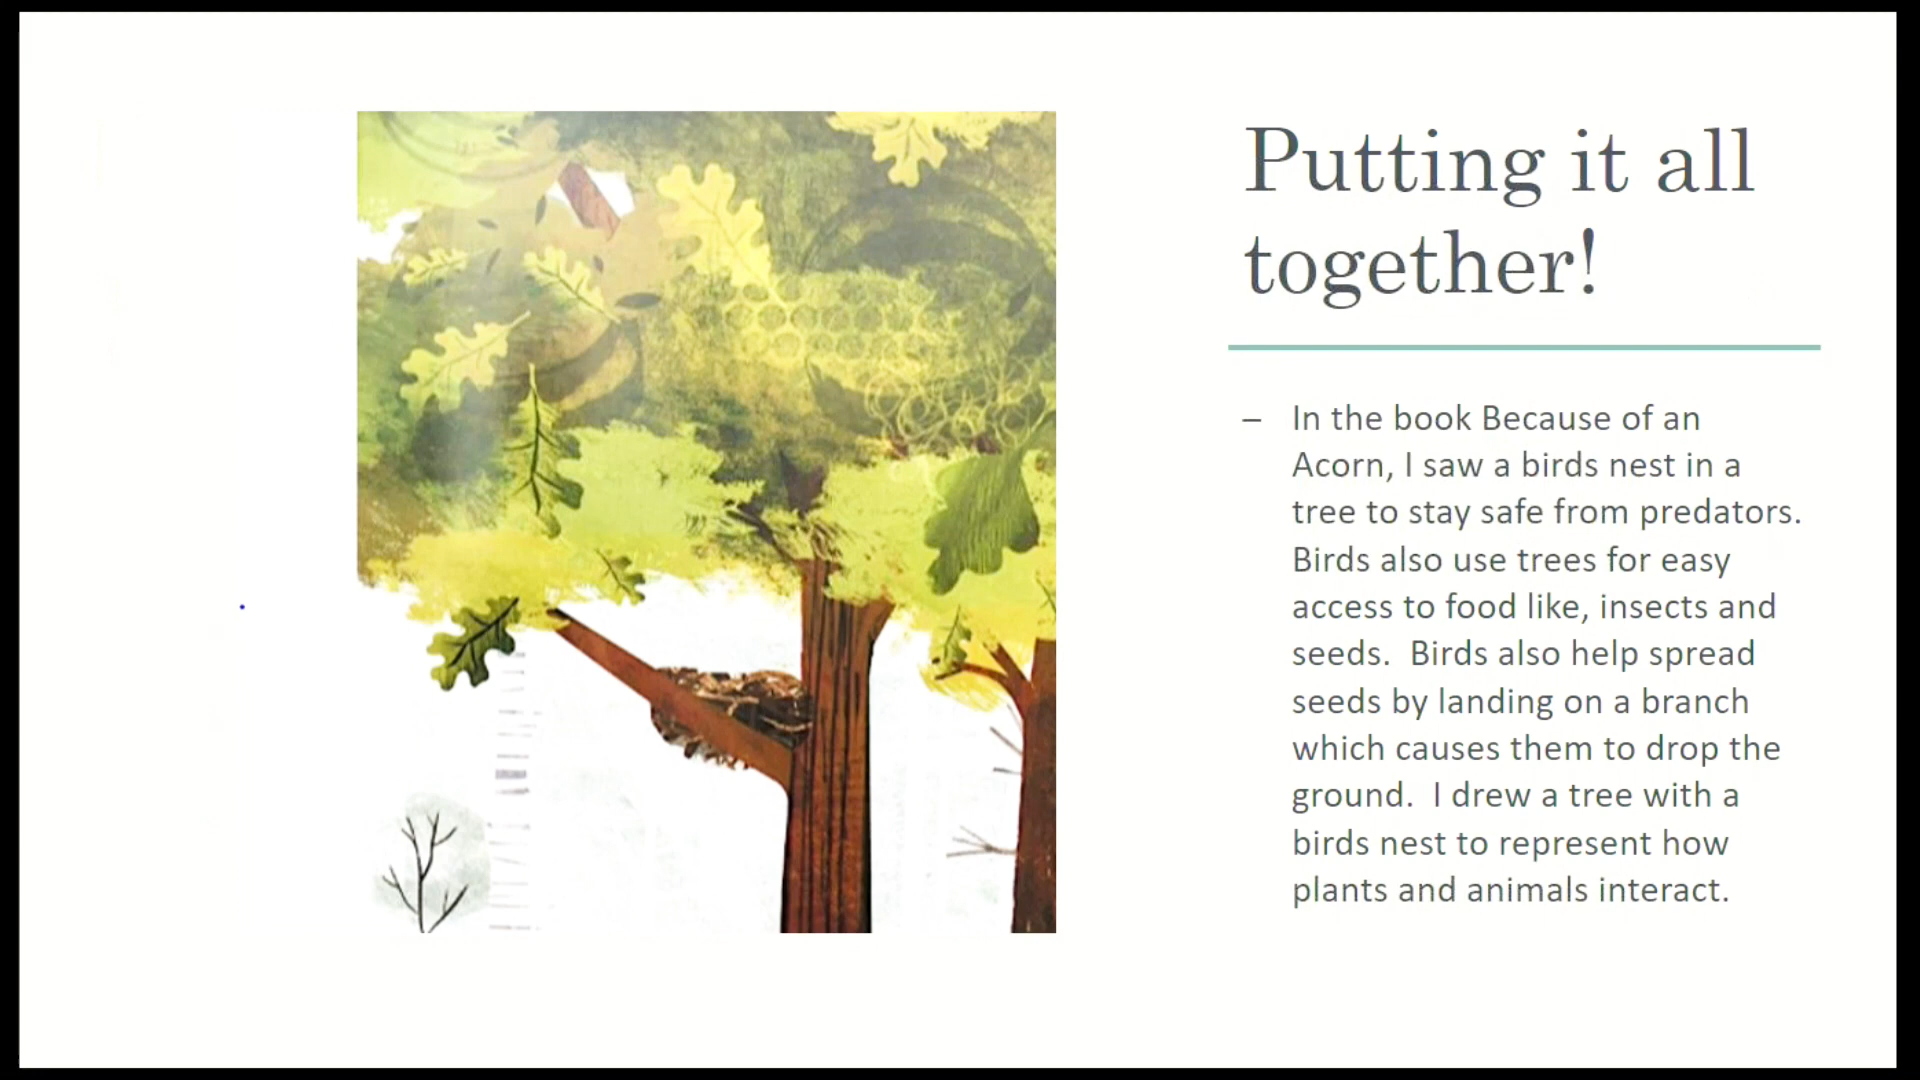 Putting it all
together!
– In the book Because of an
Acorn, I saw a birds nest in a
tree to stay safe from predators.
Birds also use trees for easy
access to food like, insects and
seeds.  Birds also help spread
seeds by landing on a branch
which causes them to drop the
ground.  I drew a tree with a
birds nest to represent how
plants and animals interact.